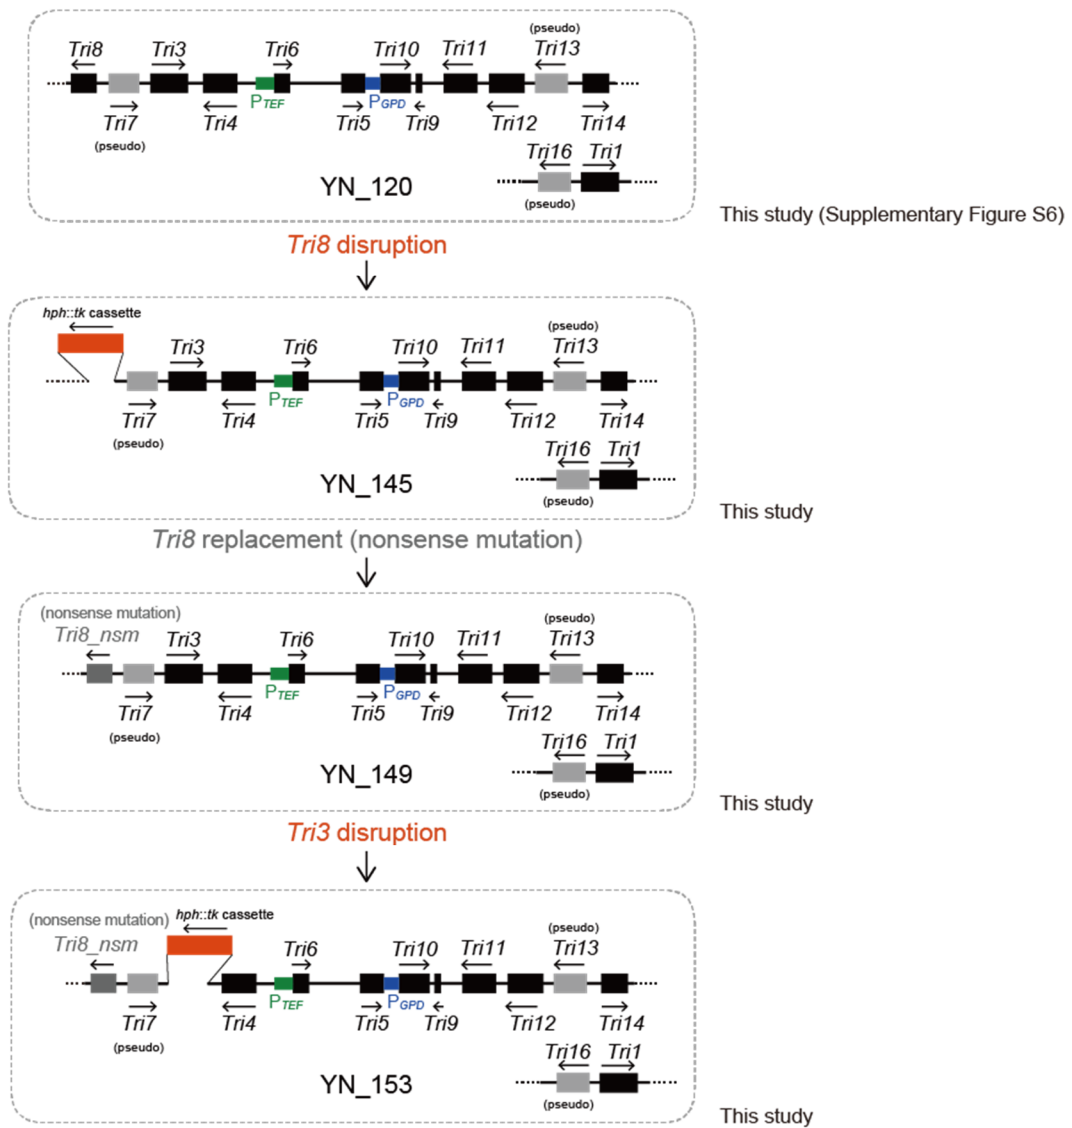 (pseudo)
Tri8 Tri3 Tri6 Tri10 Tri11 Tri13
PTEF PGPD
Tri7 Tri4 Tri5 Tri9 Tri12 Tri14
(pseudo)
Tri16 Tri1
YN_120
(pseudo)
This study (Supplementary Figure S6)
Tri8 disruption
hph::tk cassette
(pseudo)
Tri3 Tri6 Tri10 Tri11 Tri13
PTEF PGPD
Tri7 Tri4 Tri5 Tri9 Tri12 Tri14
(pseudo)
Tri16 Tri1
YN_145
(pseudo)
This study
Tri8 replacement (nonsense mutation)
(nonsense mutation)
(pseudo)
Tri8_nsm Tri3 Tri6 Tri10 Tri11 Tri13
PTEF PGPD
Tri7 Tri4 Tri5 Tri9 Tri12 Tri14
(pseudo)
Tri16 Tri1
YN_149
(pseudo)
This study
Tri3 disruption
(nonsense mutation) hph::tk cassette
(pseudo)
Tri8_nsm Tri6 Tri10 Tri11 Tri13
PTEF PGPD
Tri7 Tri4 Tri5 Tri9 Tri12 Tri14
(pseudo)
Tri16 Tri1
YN_153
(pseudo)
This study